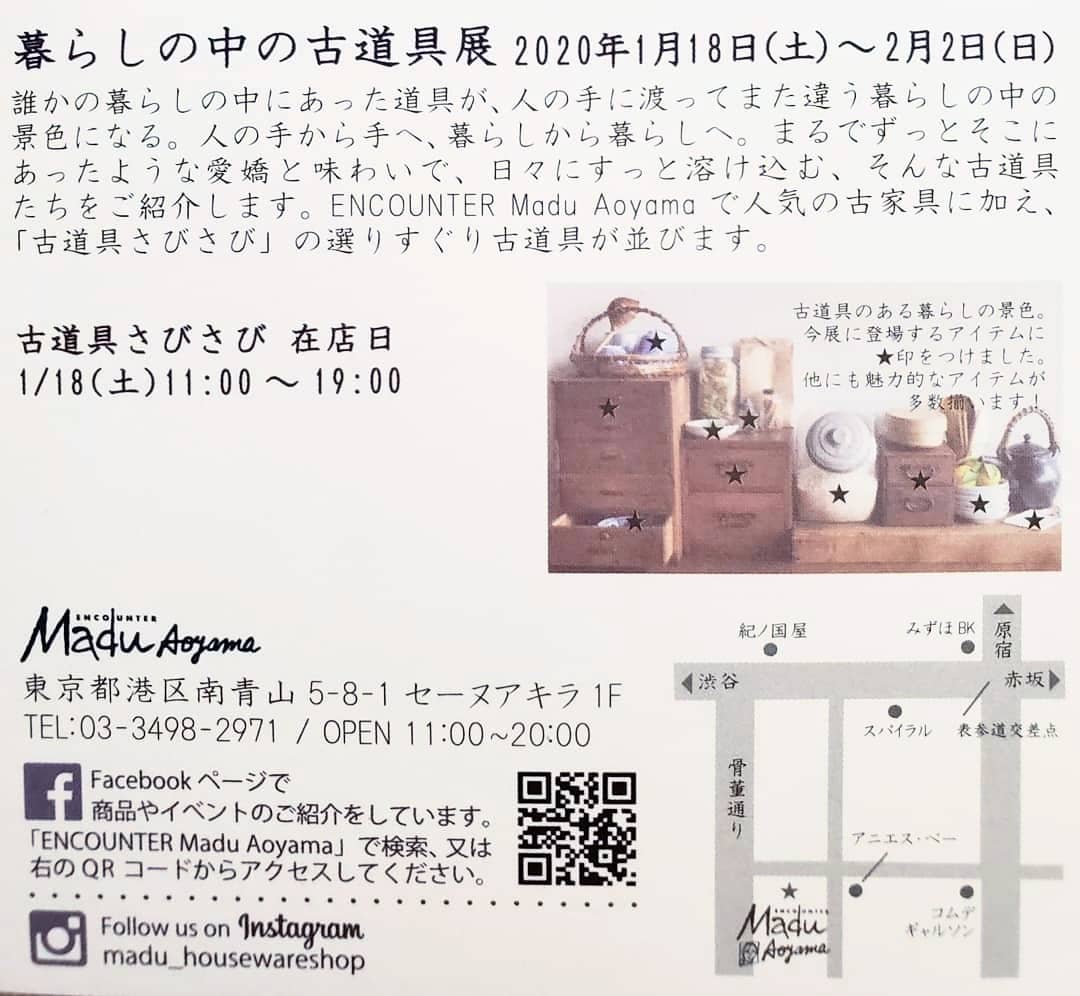 暮らしの中の古道具展 2020年1月18日(土)～2月2日(日)
誰かの暮らしの中にあった道具が、人の手に渡ってまた違う暮らしの中の
景色になる。人の手から手へ、暮らしから暮らしへ。まるでずっとそこに
あったような愛嬌と味わいで、日々にすっと溶け込む、そんな古道具
たちをご紹介します。ENCOUNTER Madu Aoyama で人気の古家具に加え、
「古道具さびさび」の選りすぐり古道具が並びます。
古道具さびさび 在店日
1/18(土)11:00～19:00
古道具のある暮らしの景色。
今展に登場するアイテムに
★印をつけました。
他にも魅力的なアイテムが
多数揃います!
ENCOUNTER
Madu Aoyama
東京都港区南青山 5-8-1 セーヌアキラ 1F
TEL:03-3498-2971 / OPEN 11:00～20:00
Facebook ページで
商品やイベントのご紹介をしています。
「ENCOUNTER Madu Aoyama」で検索、又は
右の QR コードからアクセスしてください。
Follow us on Instagram
madu_housewareshop
紀ノ国屋
みずほ BK
原宿
渋谷
赤坂
スパイラル
表参道交差点
骨董通り
アニエス・ベー
コムデ
ギャルソン
ENCOUNTER
Madu
Aoyama